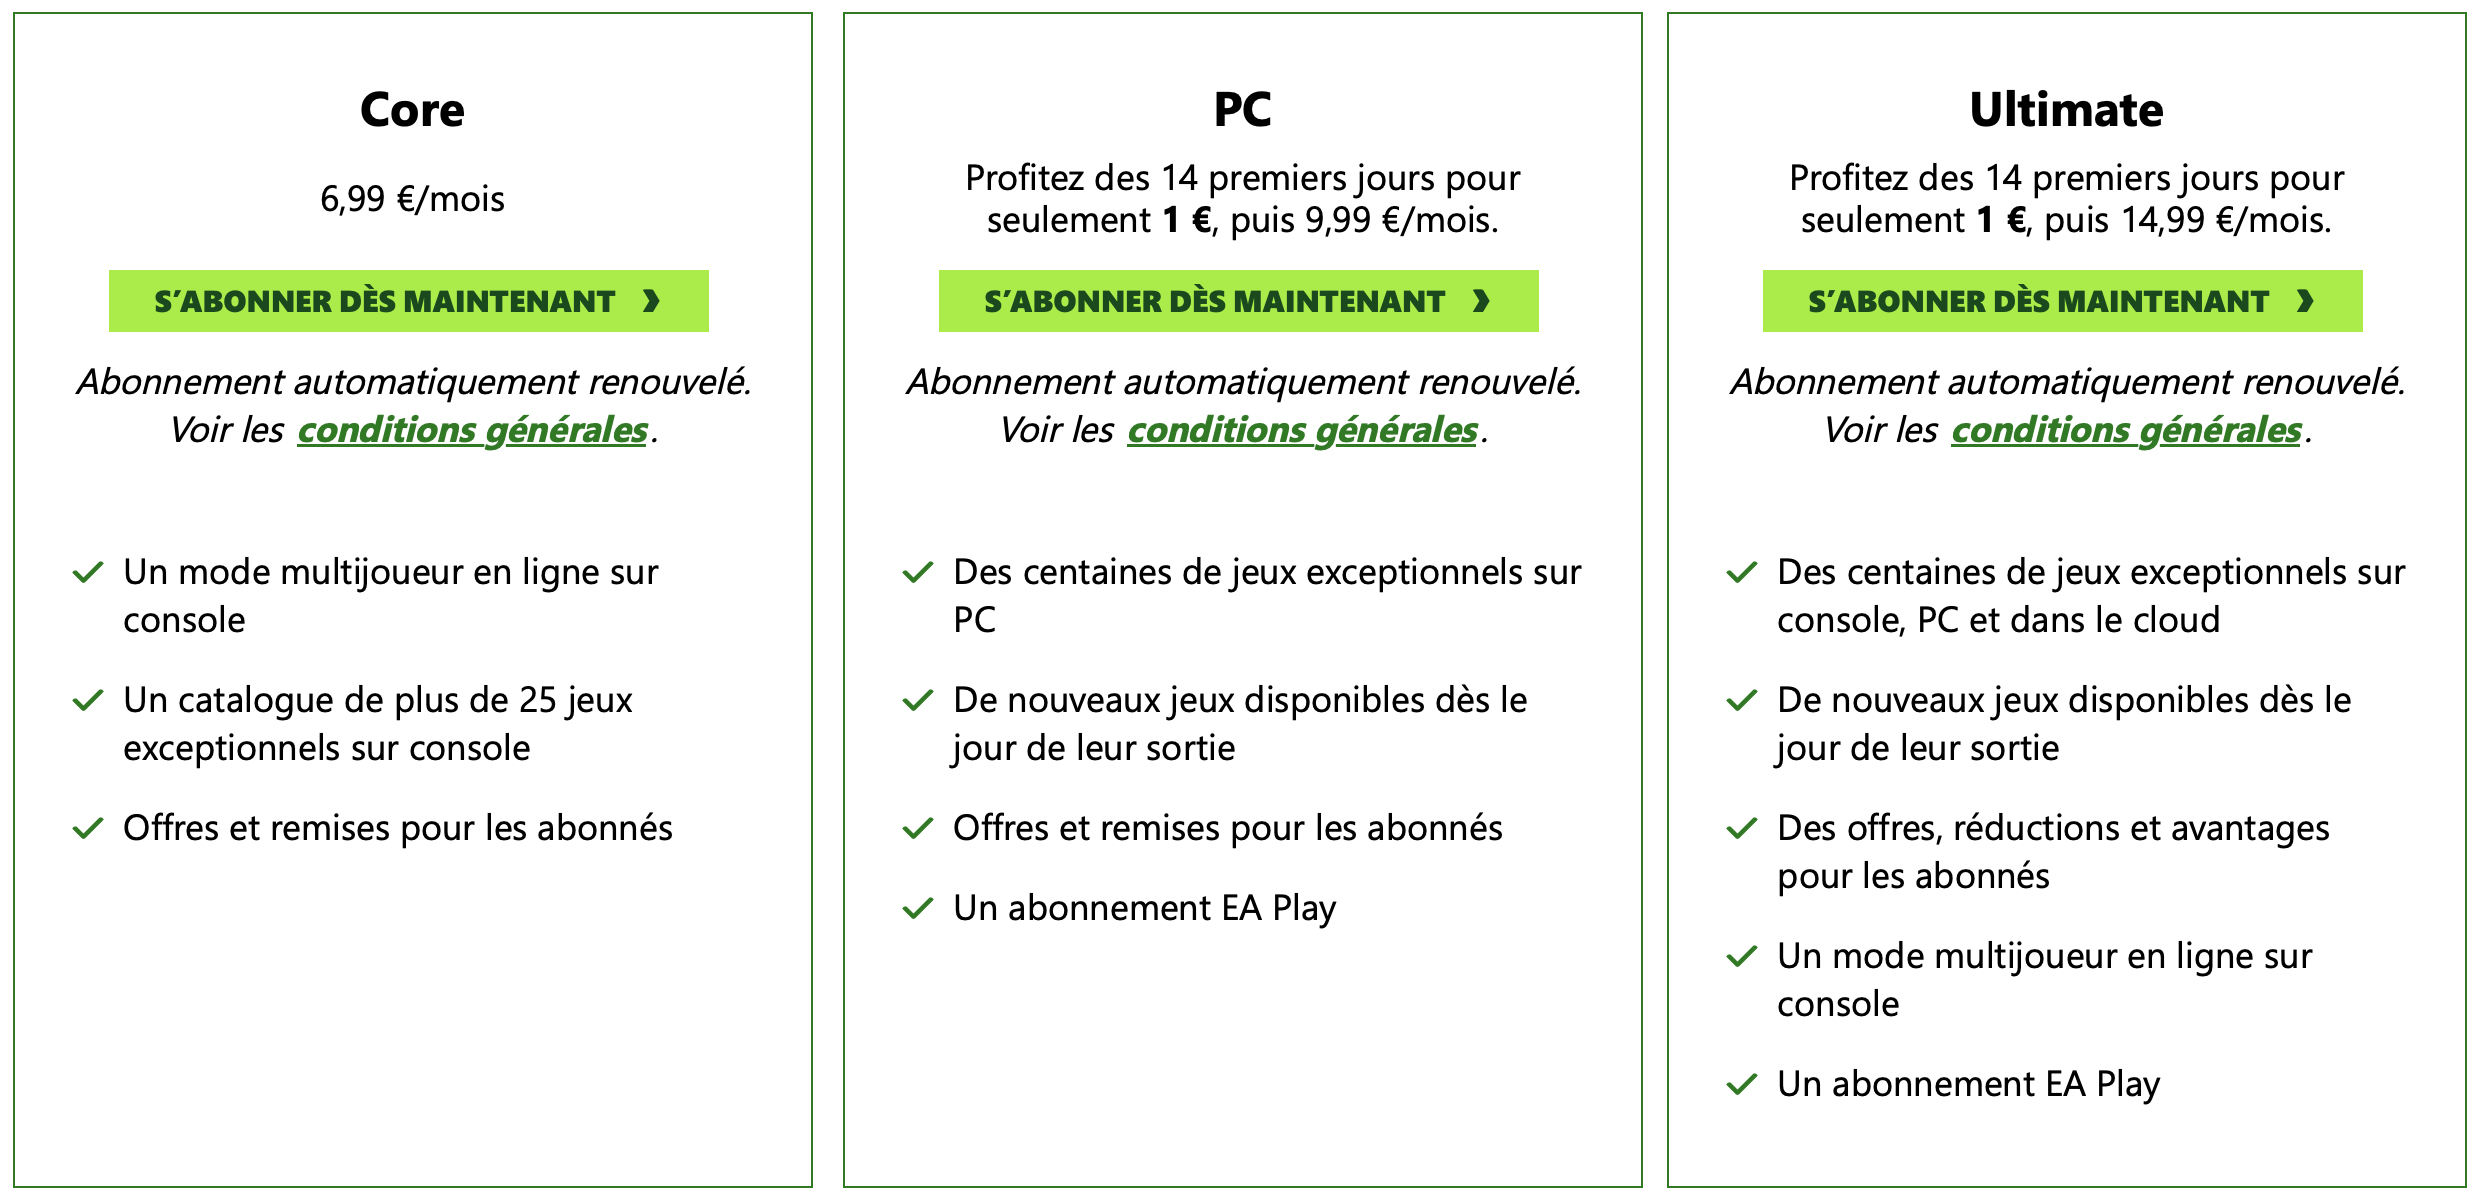 Core
6,99 €/mois
S’ABONNER DÈS MAINTENANT
Abonnement automatiquement renouvelé.
Voir les conditions générales.
Un mode multijoueur en ligne sur
console
Un catalogue de plus de 25 jeux
exceptionnels sur console
Offres et remises pour les abonnés
PC
Profitez des 14 premiers jours pour
seulement 1 €, puis 9,99 €/mois.
S’ABONNER DÈS MAINTENANT
Abonnement automatiquement renouvelé.
Voir les conditions générales.
Des centaines de jeux exceptionnels sur
PC
De nouveaux jeux disponibles dès le
jour de leur sortie
Offres et remises pour les abonnés
Un abonnement EA Play
Ultimate
Profitez des 14 premiers jours pour
seulement 1 €, puis 14,99 €/mois.
S’ABONNER DÈS MAINTENANT
Abonnement automatiquement renouvelé.
Voir les conditions générales.
Des centaines de jeux exceptionnels sur
console, PC et dans le cloud
De nouveaux jeux disponibles dès le
jour de leur sortie
Des offres, réductions et avantages
pour les abonnés
Un mode multijoueur en ligne sur
console
Un abonnement EA Play